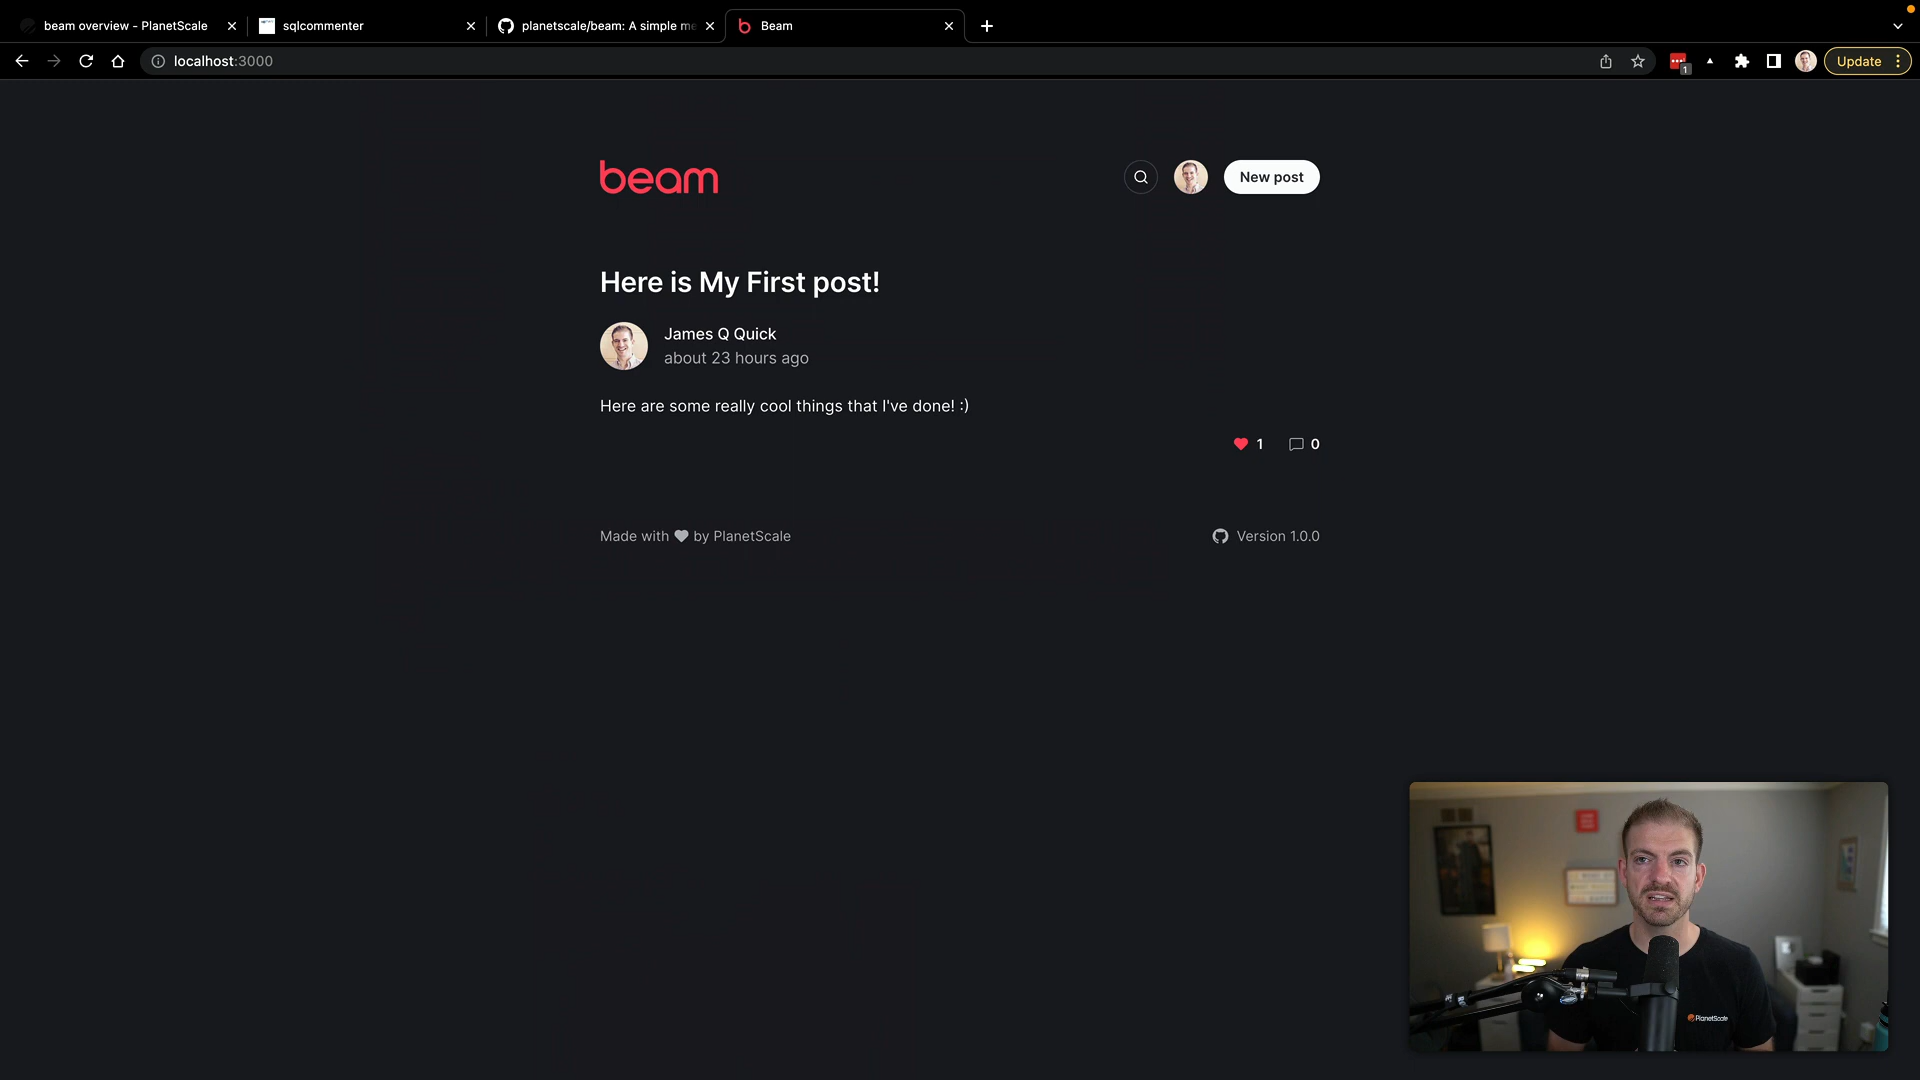 beam overview - PlanetScale
sqlcommenter
planetscale/beam: A simple me
Beam
localhost:3000
1
Update
beam
New post
Here is My First post!
James Q Quick
about 23 hours ago
Here are some really cool things that I've done! :)
1
0
Made with by PlanetScale
Version 1.0.0
PlanetScale